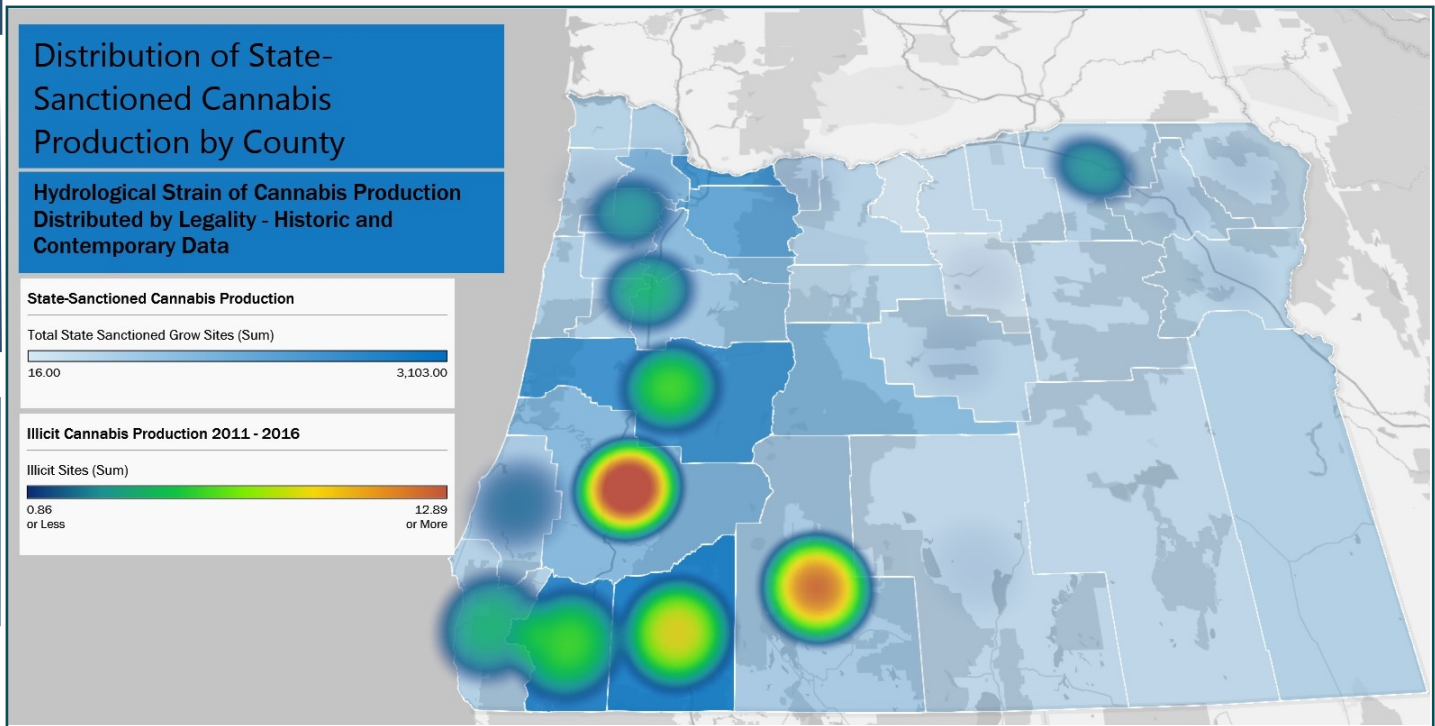 Distribution of State-
Sanctioned Cannabis
Production by County
Hydrological Strain of Cannabis Production
Distributed by Legality - Historic and
Contemporary Data
State-Sanctioned Cannabis Production
Total State Sanctioned Grow Sites (Sum)
16.00 3,103.00
Illicit Cannabis Production 2011 - 2016
Illicit Sites (Sum)
0.86 12.89
or Less or More